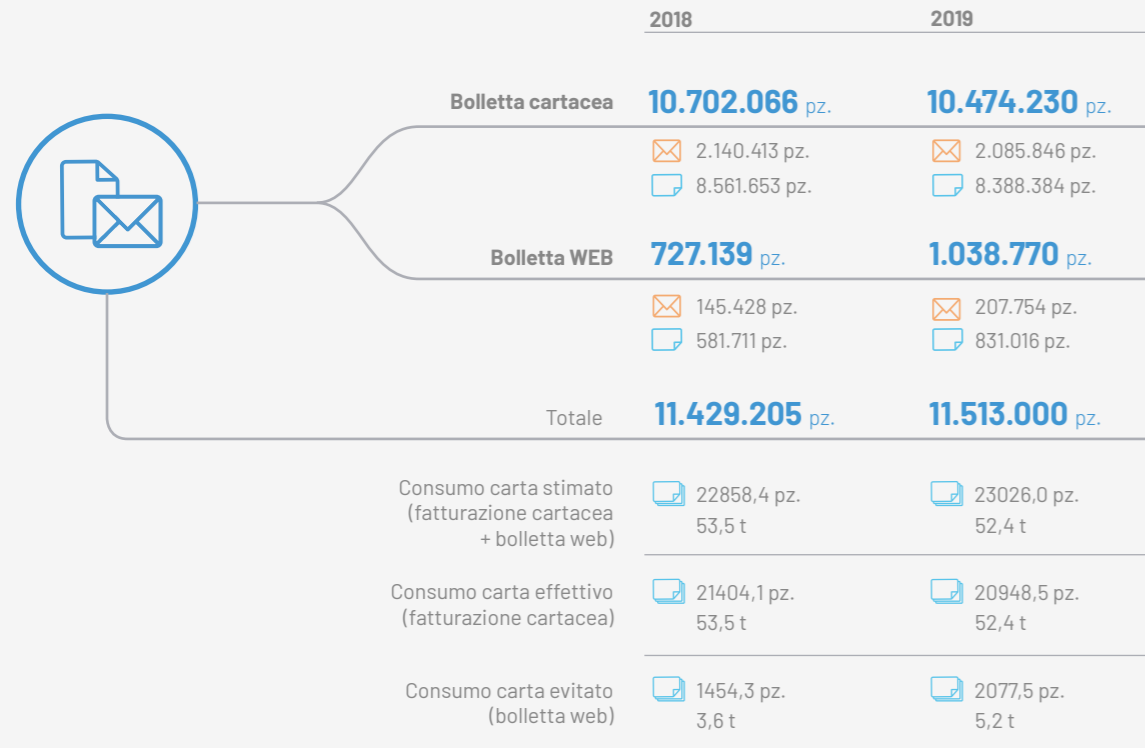 2018 2019
Bolletta cartacea 10.702.066 pz. 10.474.230 pz.
2.140.413 pz. 2.085.846 pz.
8.561.653 pz. 8.388.384 pz.
Bolletta WEB 727.139 pz. 1.038.770 pz.
145.428 pz. 207.754 pz.
581.711 pz. 831.016 pz.
Totale 11.429.205 pz. 11.513.000 pz.
Consumo carta stimato
(fatturazione cartacea
+ bolletta web)
22858,4 pz. 23026,0 pz.
53,5 t 52,4 t
Consumo carta effettivo
(fatturazione cartacea)
21404,1 pz. 20948,5 pz.
53,5 t 52,4 t
Consumo carta evitato
(bolletta web)
1454,3 pz. 2077,5 pz.
3,6 t 5,2 t